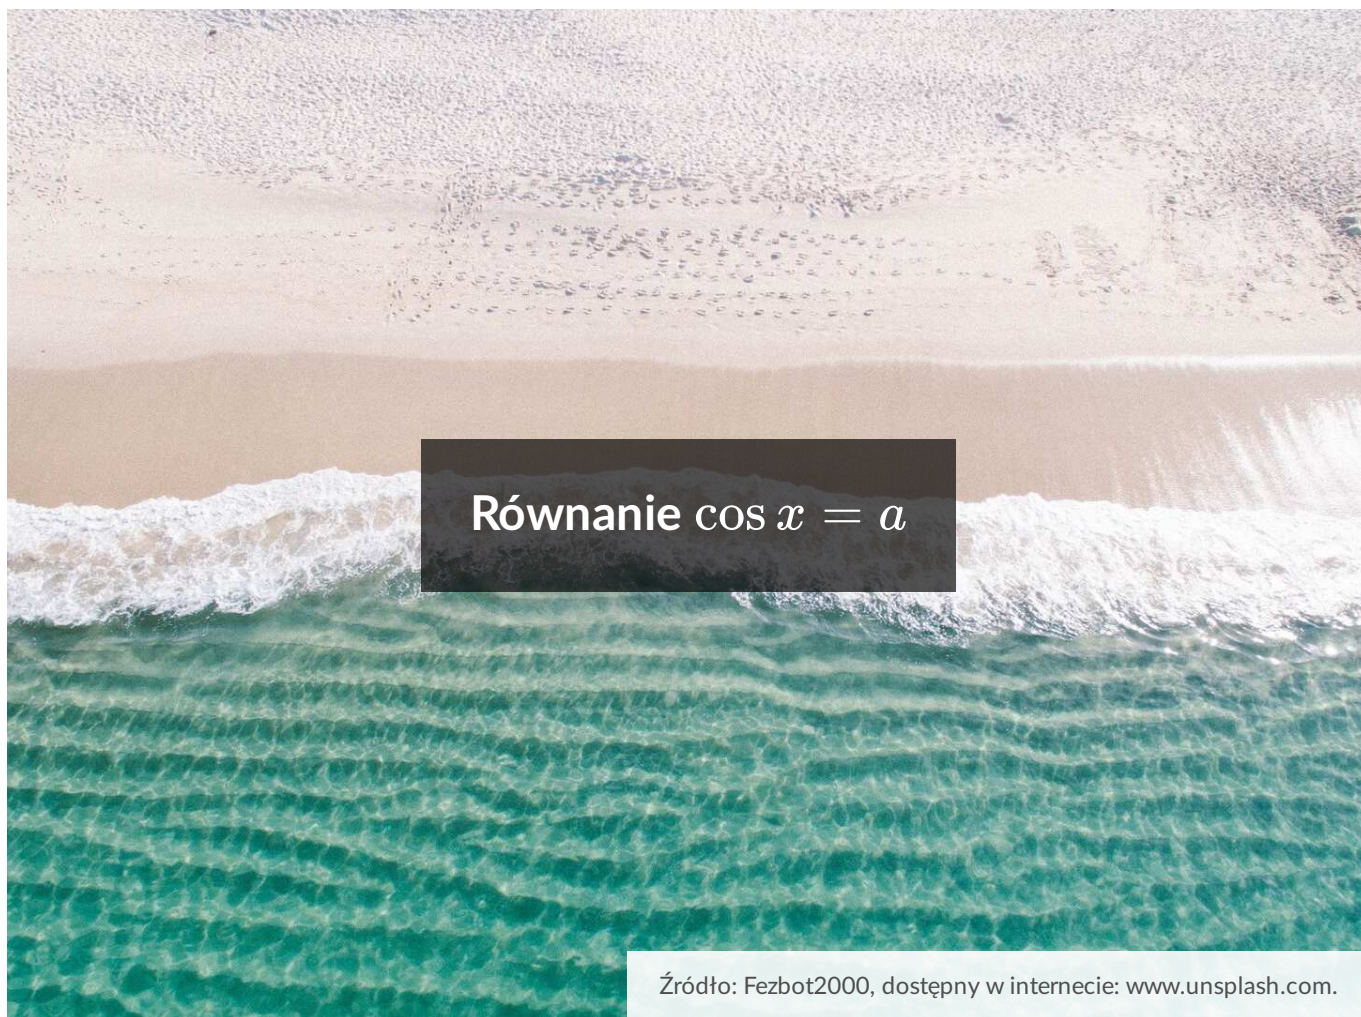 Równanie cos x = a
Źródło: Fezbot2000, dostępny w internecie: www.unsplash.com.